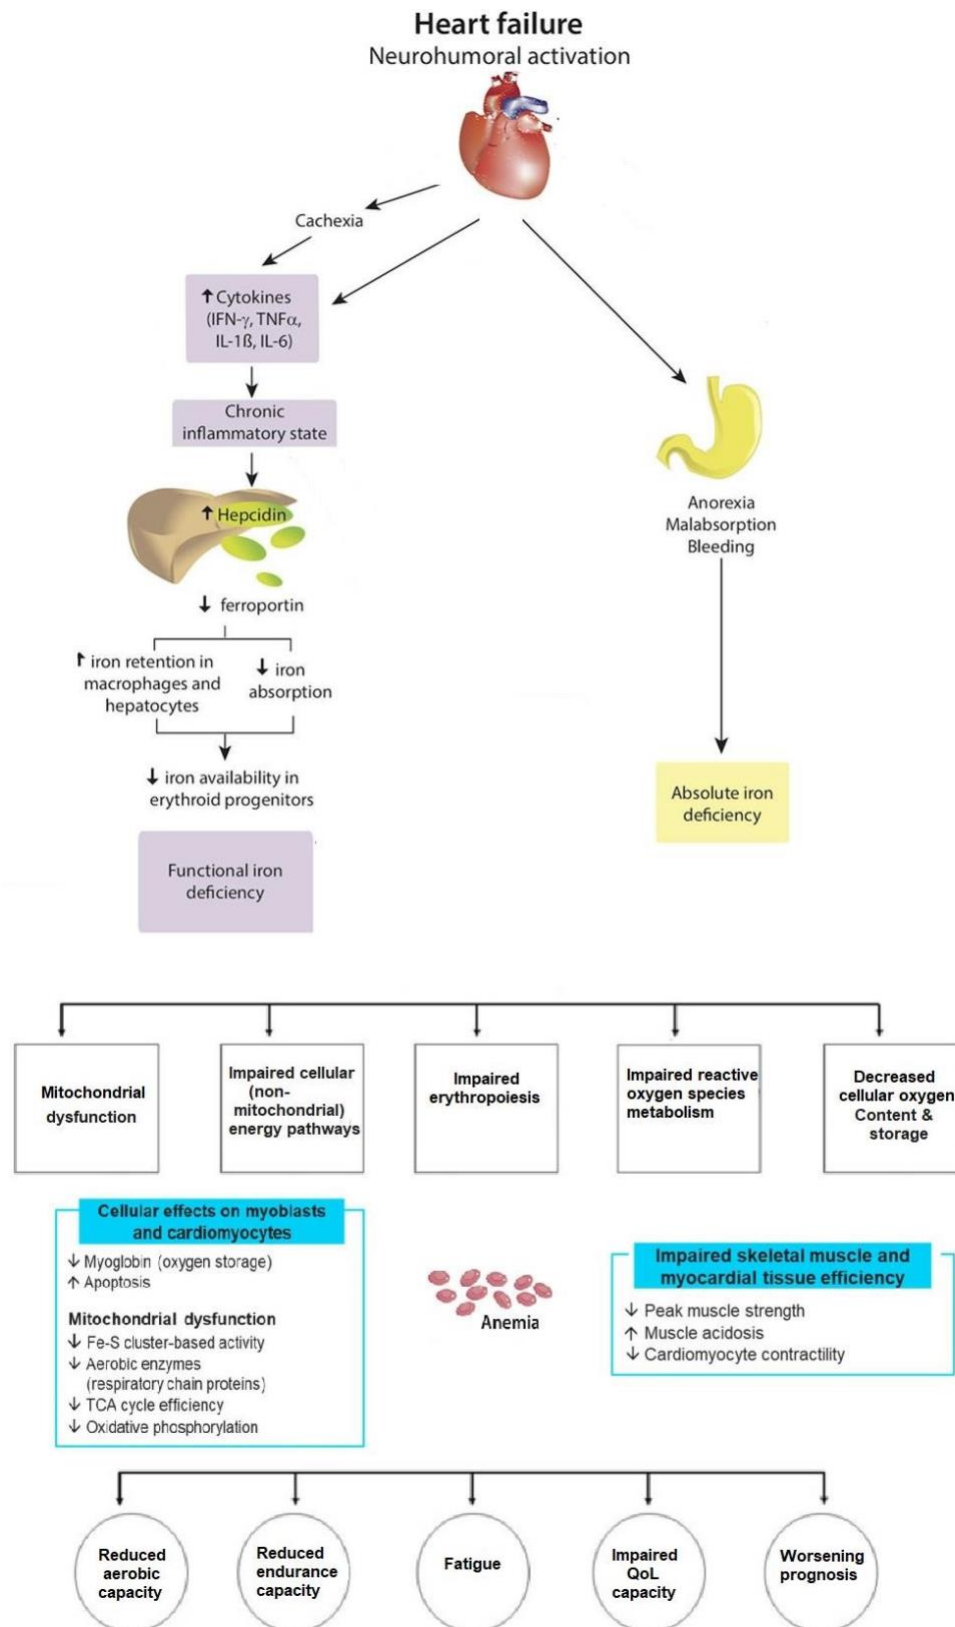 Heart failure
Neurohumoral activation
Cachexia
↑ Cytokines
(IFN-γ, TNFα,
IL-1ß, IL-6)
Chronic
inflammatory state
↑ Hepcidin
↓ ferroportin
↑ iron retention in
macrophages and
hepatocytes
↓ iron
absorption
↓ iron availability in
erythroid progenitors
Functional iron
deficiency
Anorexia
Malabsorption
Bleeding
Absolute iron
deficiency
Mitochondrial
dysfunction
Impaired cellular
(non-
mitochondrial)
energy pathways
Impaired
erythropoiesis
Impaired reactive
oxygen species
metabolism
Decreased
cellular oxygen
Content &
storage
Cellular effects on myoblasts
and cardiomyocytes
↓ Myoglobin (oxygen storage)
↑ Apoptosis
Mitochondrial dysfunction
↓ Fe-S cluster-based activity
↓ Aerobic enzymes
(respiratory chain proteins)
↓ TCA cycle efficiency
↓ Oxidative phosphorylation
Anemia
Impaired skeletal muscle and
myocardial tissue efficiency
↓ Peak muscle strength
↑ Muscle acidosis
↓ Cardiomyocyte contractility
Reduced
aerobic
capacity
Reduced
endurance
capacity
Fatigue
Impaired
QoL
capacity
Worsening
prognosis